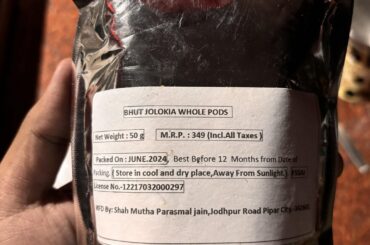 BHUT JOLOKIA WHOLE PODS
Net Weight : 50 g M.R.P. : 349 (Incl.All Taxes )
Packed On : JUNE.2024, Best Before 12 Months from Date of
Packing. ( Store in cool and dry place,Away From Sunlight.) FSSAI
License No.-12217032000297
MFD By: Shah Mutha Parasmal jain,Jodhpur Road Pipar City.